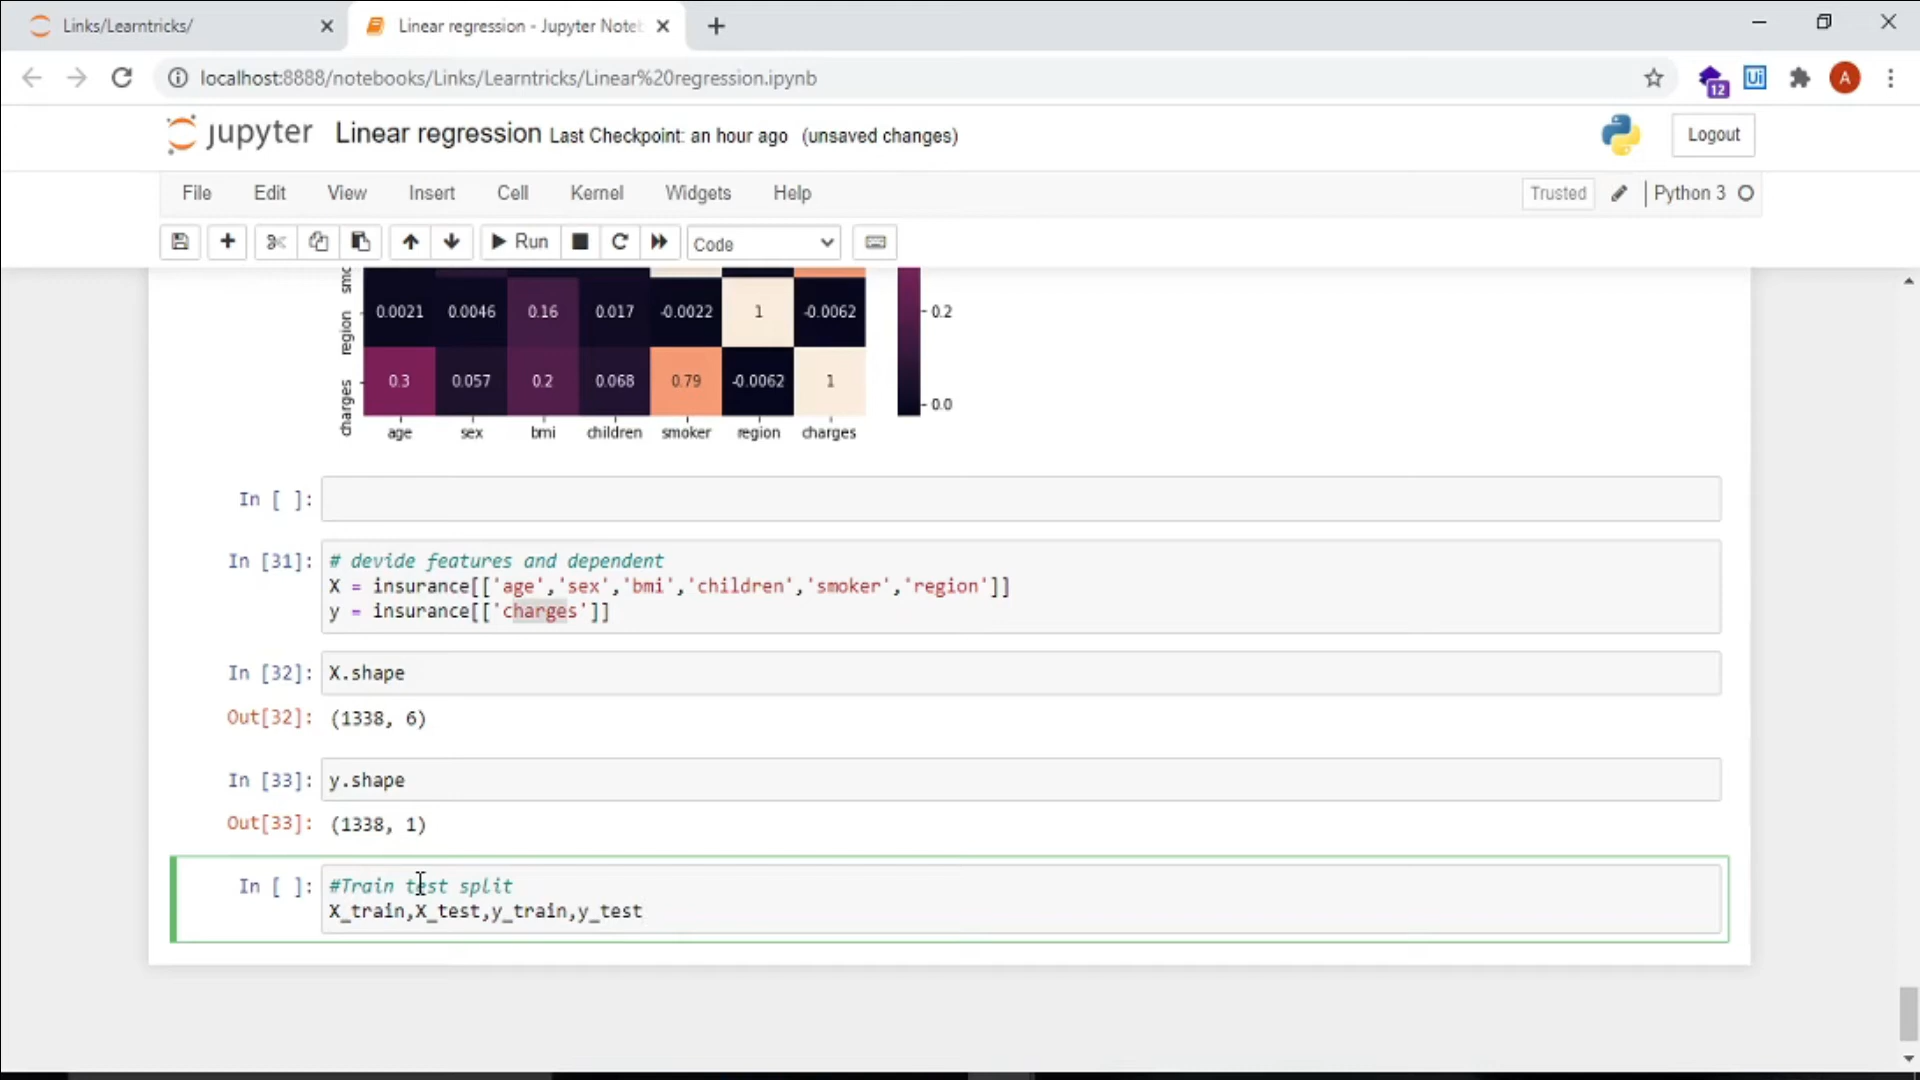 Links/Learntricks/
Linear regression - Jupyter Note
localhost:8888/notebooks/Links/Learntricks/Linear%20regression.ipynb
12
Ui
A
jupyter Linear regression Last Checkpoint: an hour ago (unsaved changes)
Logout
File Edit View Insert Cell Kernel Widgets Help
Trusted
Python 3
Run
Code
smo
region 0.0021 0.0046 0.16 0.017 -0.0022 1 -0.0062
0.2
charges 0.3 0.057 0.2 0.068 0.79 -0.0062 1
0.0
age sex bmi children smoker region charges
In [ ]:
In [31]: # devide features and dependent
X = insurance[['age','sex','bmi','children','smoker','region']]
y = insurance[['charges']]
In [32]: X.shape
Out[32]: (1338, 6)
In [33]: y.shape
Out[33]: (1338, 1)
In [ ]: #Train test split
X_train,X_test,y_train,y_test